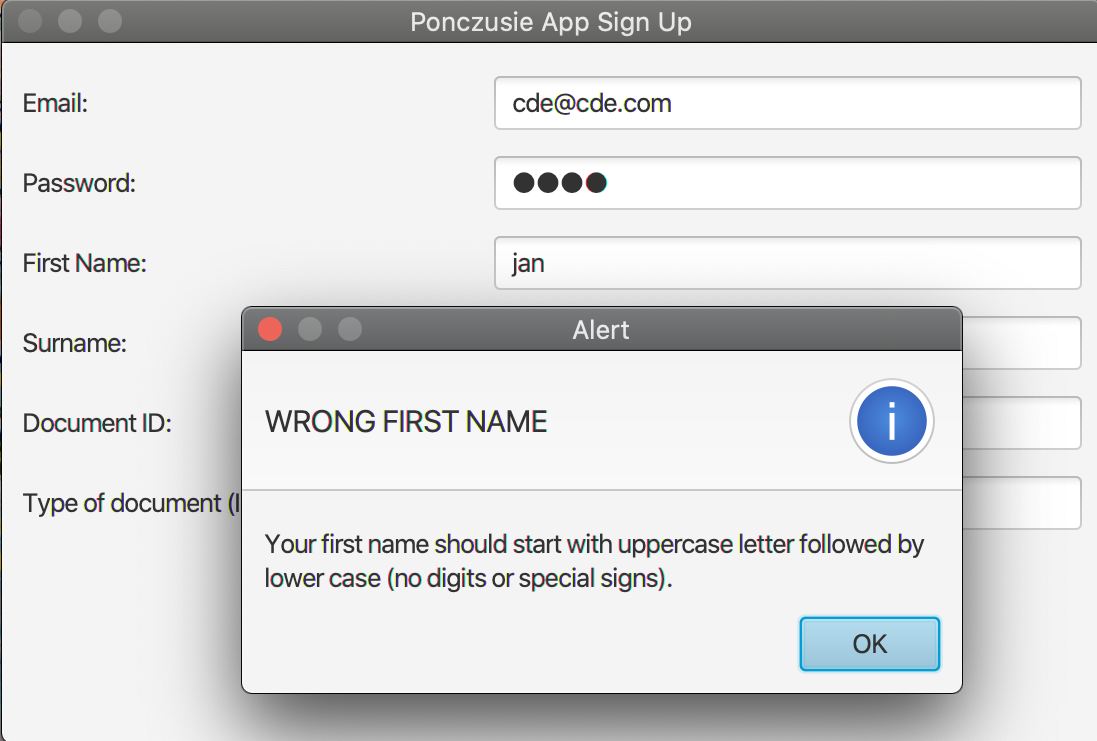 Ponczusie App Sign Up
Email:
cde@cde.com
Password:
First Name:
jan
Surname:
Document ID:
Type of document (I
Alert
WRONG FIRST NAME
i
Your first name should start with uppercase letter followed by
lower case (no digits or special signs).
OK